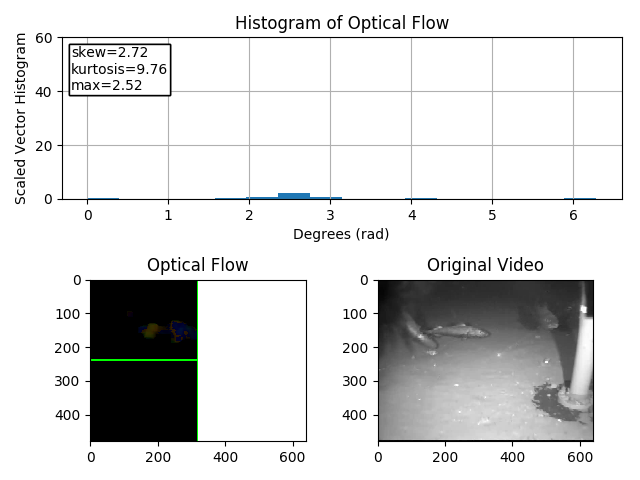 Histogram of Optical Flow
Scaled Vector Histogram
60
40
20
0
skew=2.72
kurtosis=9.76
max=2.52
0 1 2 3 4 5 6
Degrees (rad)
Optical Flow
0
100
200
300
400
0 200 400 600
Original Video
0
100
200
300
400
0 200 400 600